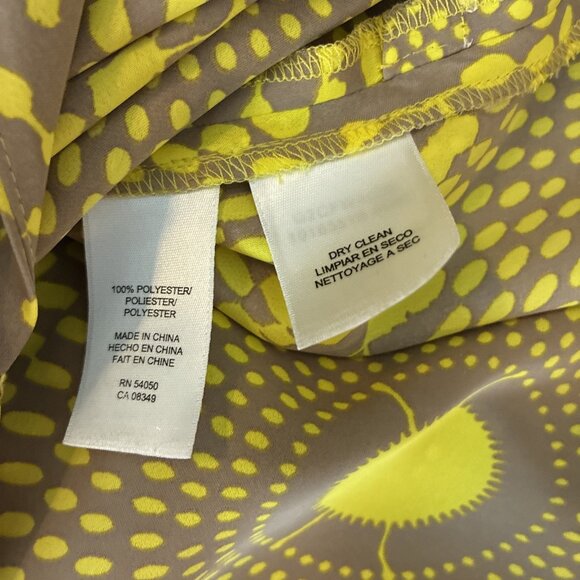 100% POLYESTER/
POLIESTER/
POLYESTER
MADE IN CHINA
HECHO EN CHINA
FAIT EN CHINE
RN 54050
CA 08349
DRY CLEAN
LIMPIAR EN SECO
NETTOYAGE A SEC